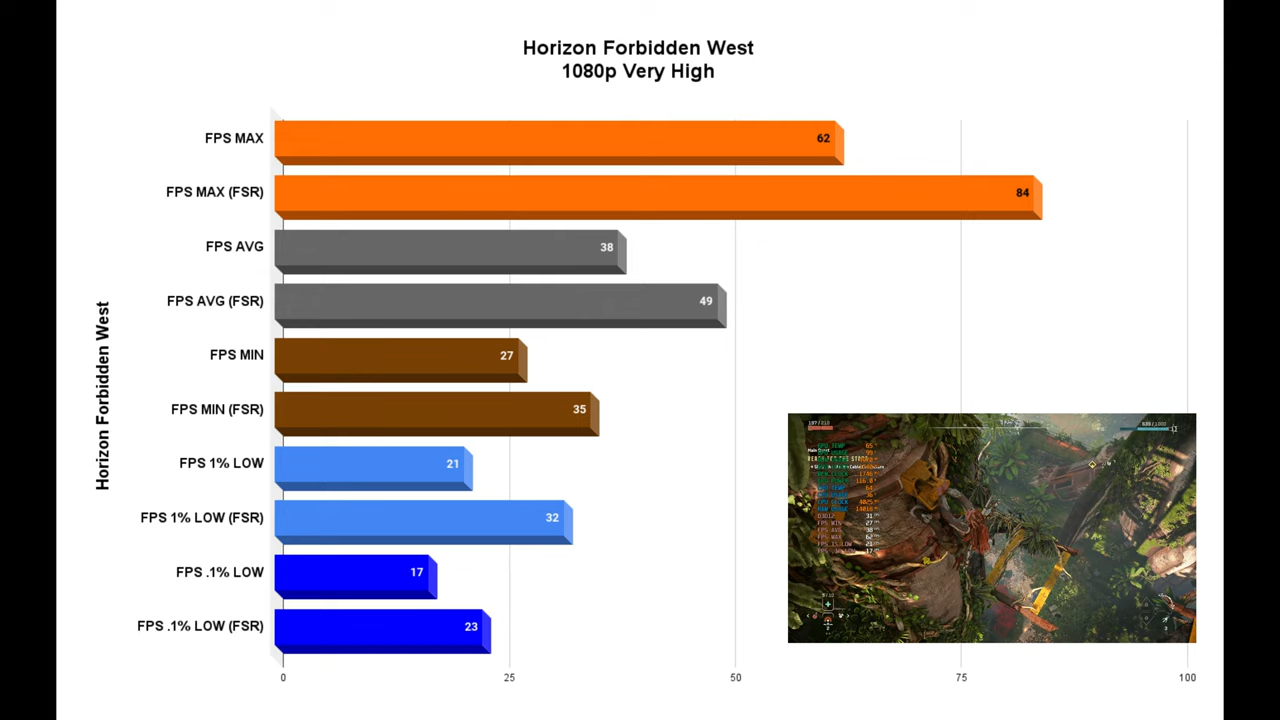 Horizon Forbidden West
1080p Very High
Horizon Forbidden West
FPS MAX
62
FPS MAX (FSR)
84
FPS AVG
38
FPS AVG (FSR)
49
FPS MIN
27
FPS MIN (FSR)
35
FPS 1% LOW
21
FPS 1% LOW (FSR)
32
FPS .1% LOW
17
FPS .1% LOW (FSR)
23
0
25
50
75
100